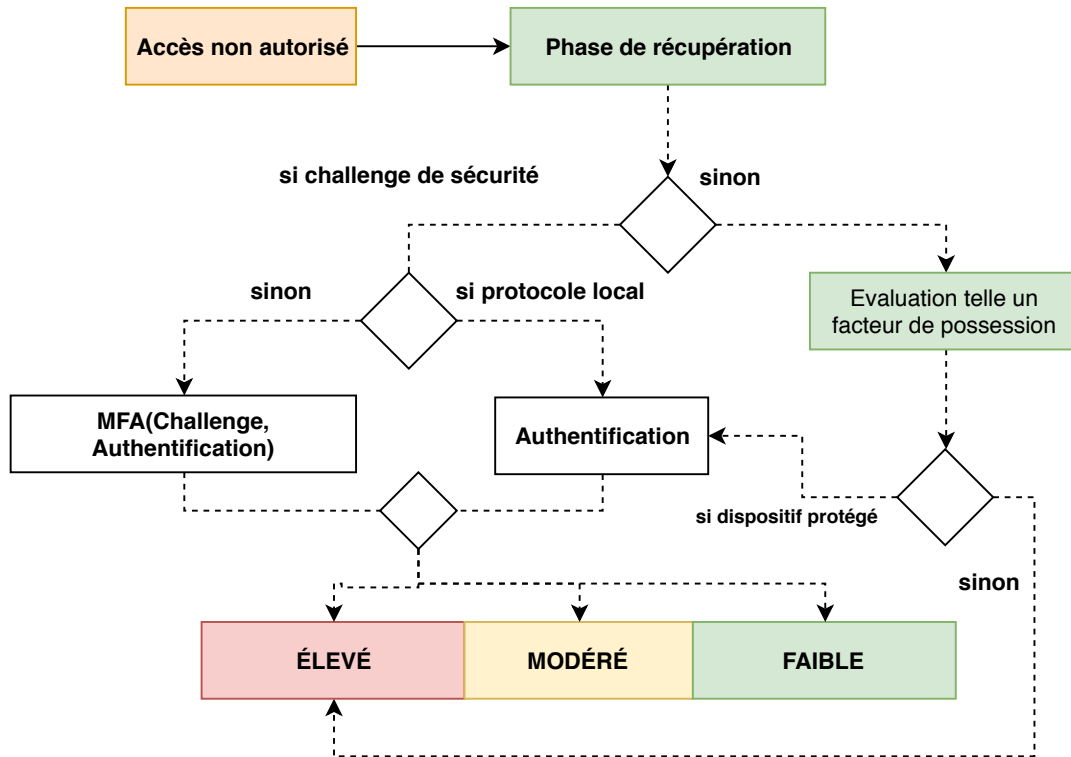 Accès non autorisé
Phase de récupération
si challenge de sécurité
sinon
sinon
si protocole local
Evaluation telle un
facteur de possession
MFA(Challenge,
Authentification)
Authentification
si dispositif protégé
sinon
ÉLEVÉ
MODÉRÉ
FAIBLE